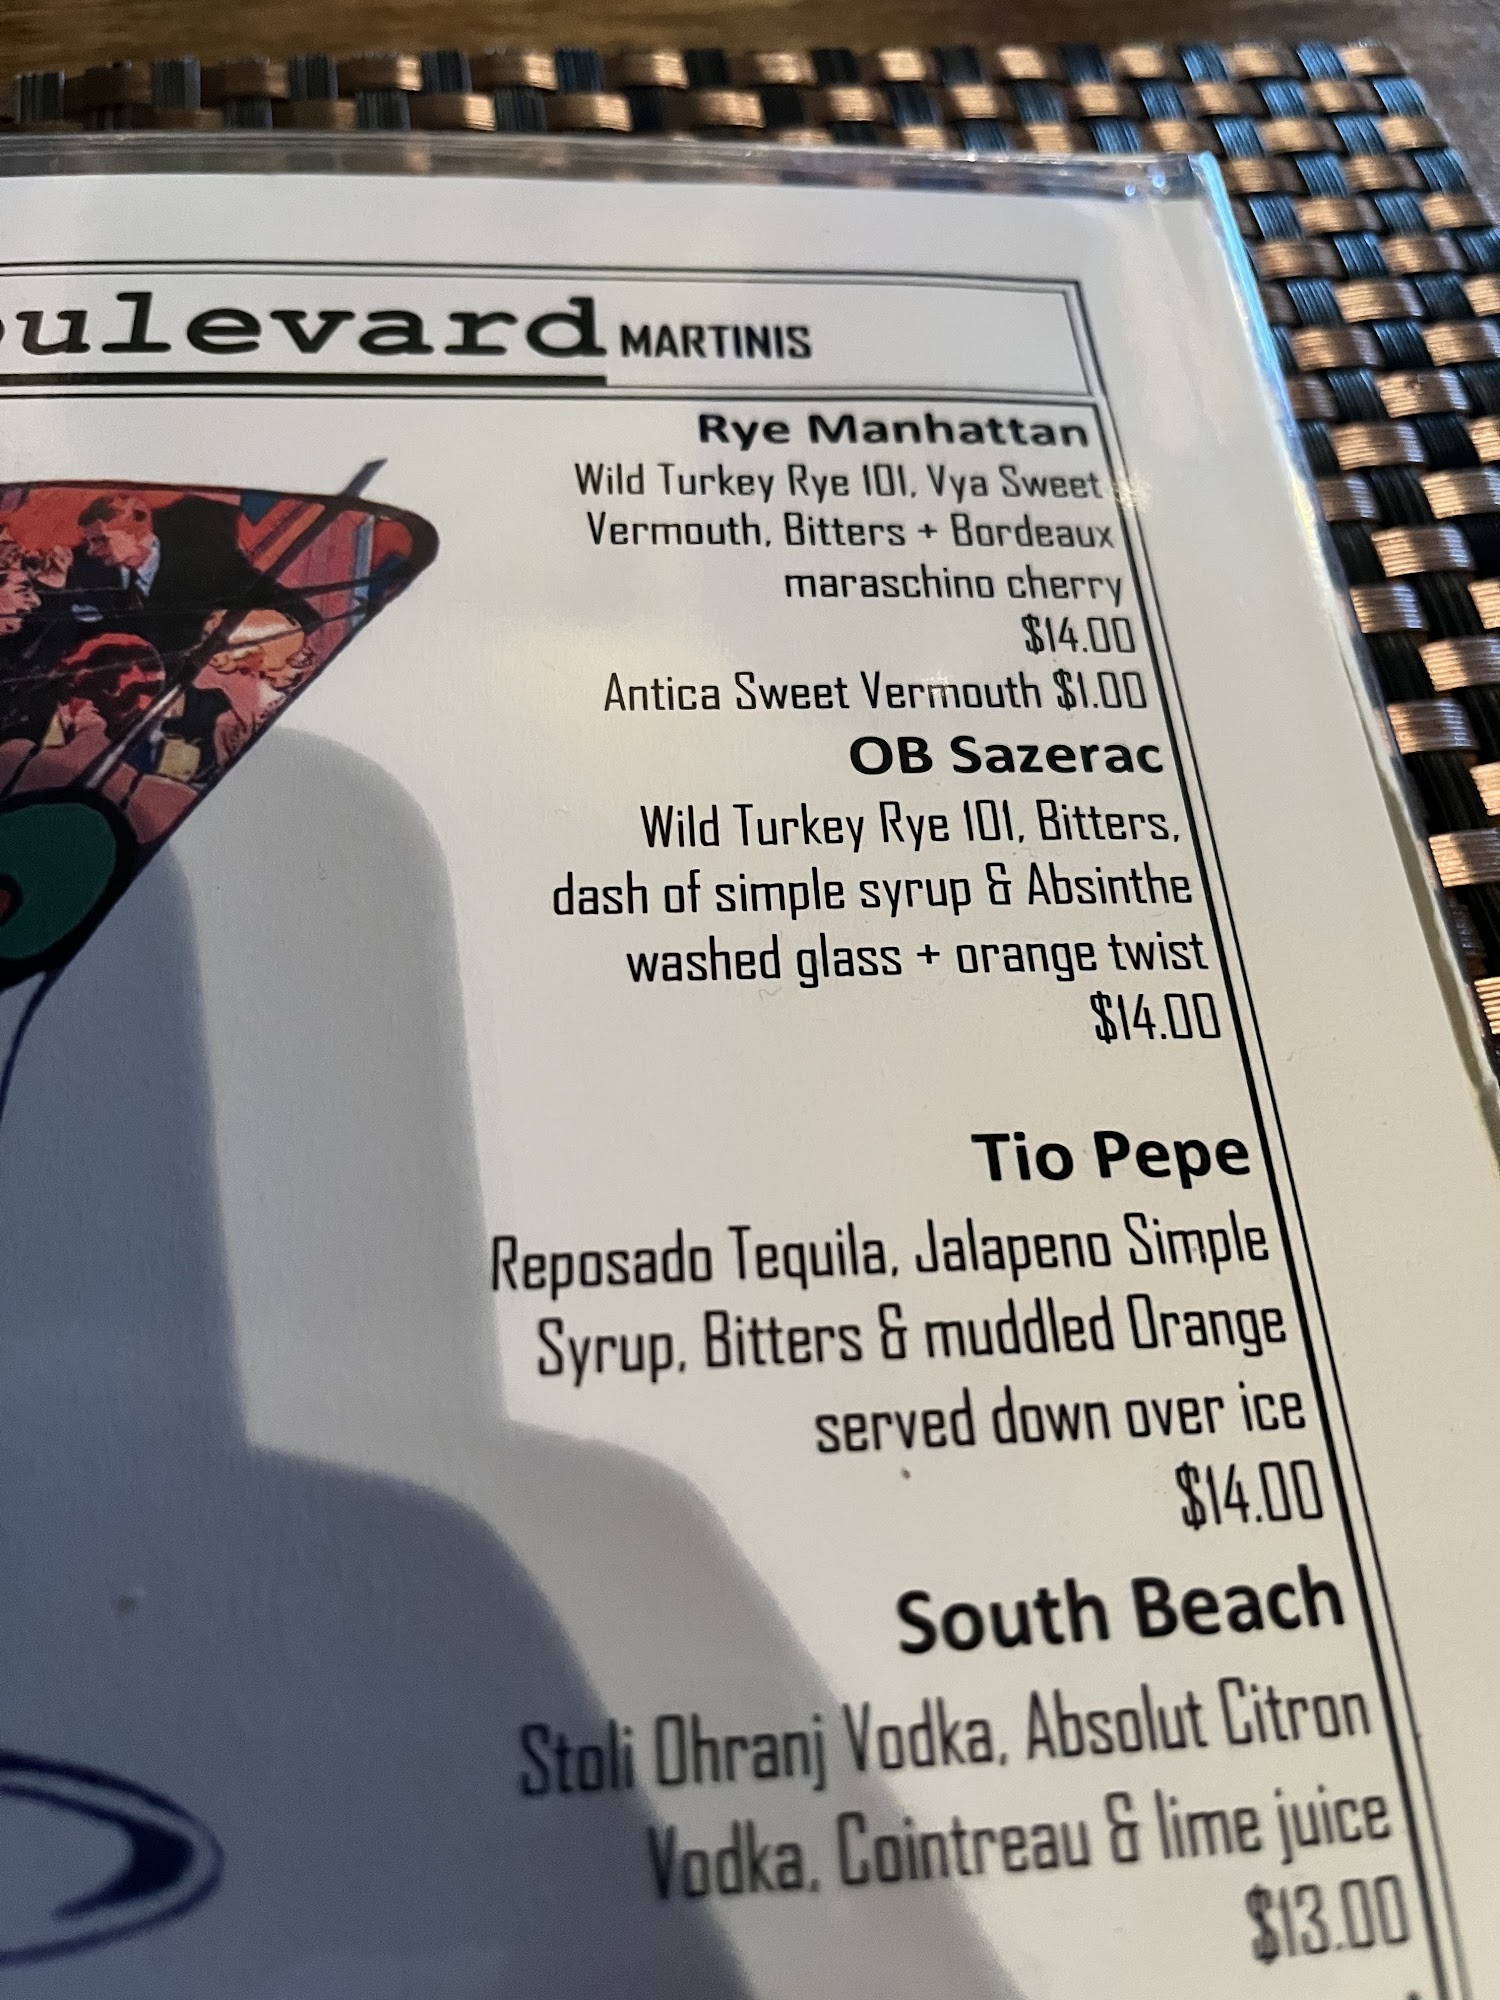 oulevard MARTINIS
Rye Manhattan
Wild Turkey Rye 101, Vya Sweet
Vermouth, Bitters + Bordeaux
maraschino cherry
$14.00
Antica Sweet Vermouth $1.00
OB Sazerac
Wild Turkey Rye 101, Bitters,
dash of simple syrup & Absinthe
washed glass + orange twist
$14.00
Tio Pepe
Reposado Tequila, Jalapeno Simple
Syrup, Bitters & muddled Orange
served down over ice
$14.00
South Beach
Stoli Ohranj Vodka, Absolut Citron
Vodka, Cointreau & lime juice
$13.00